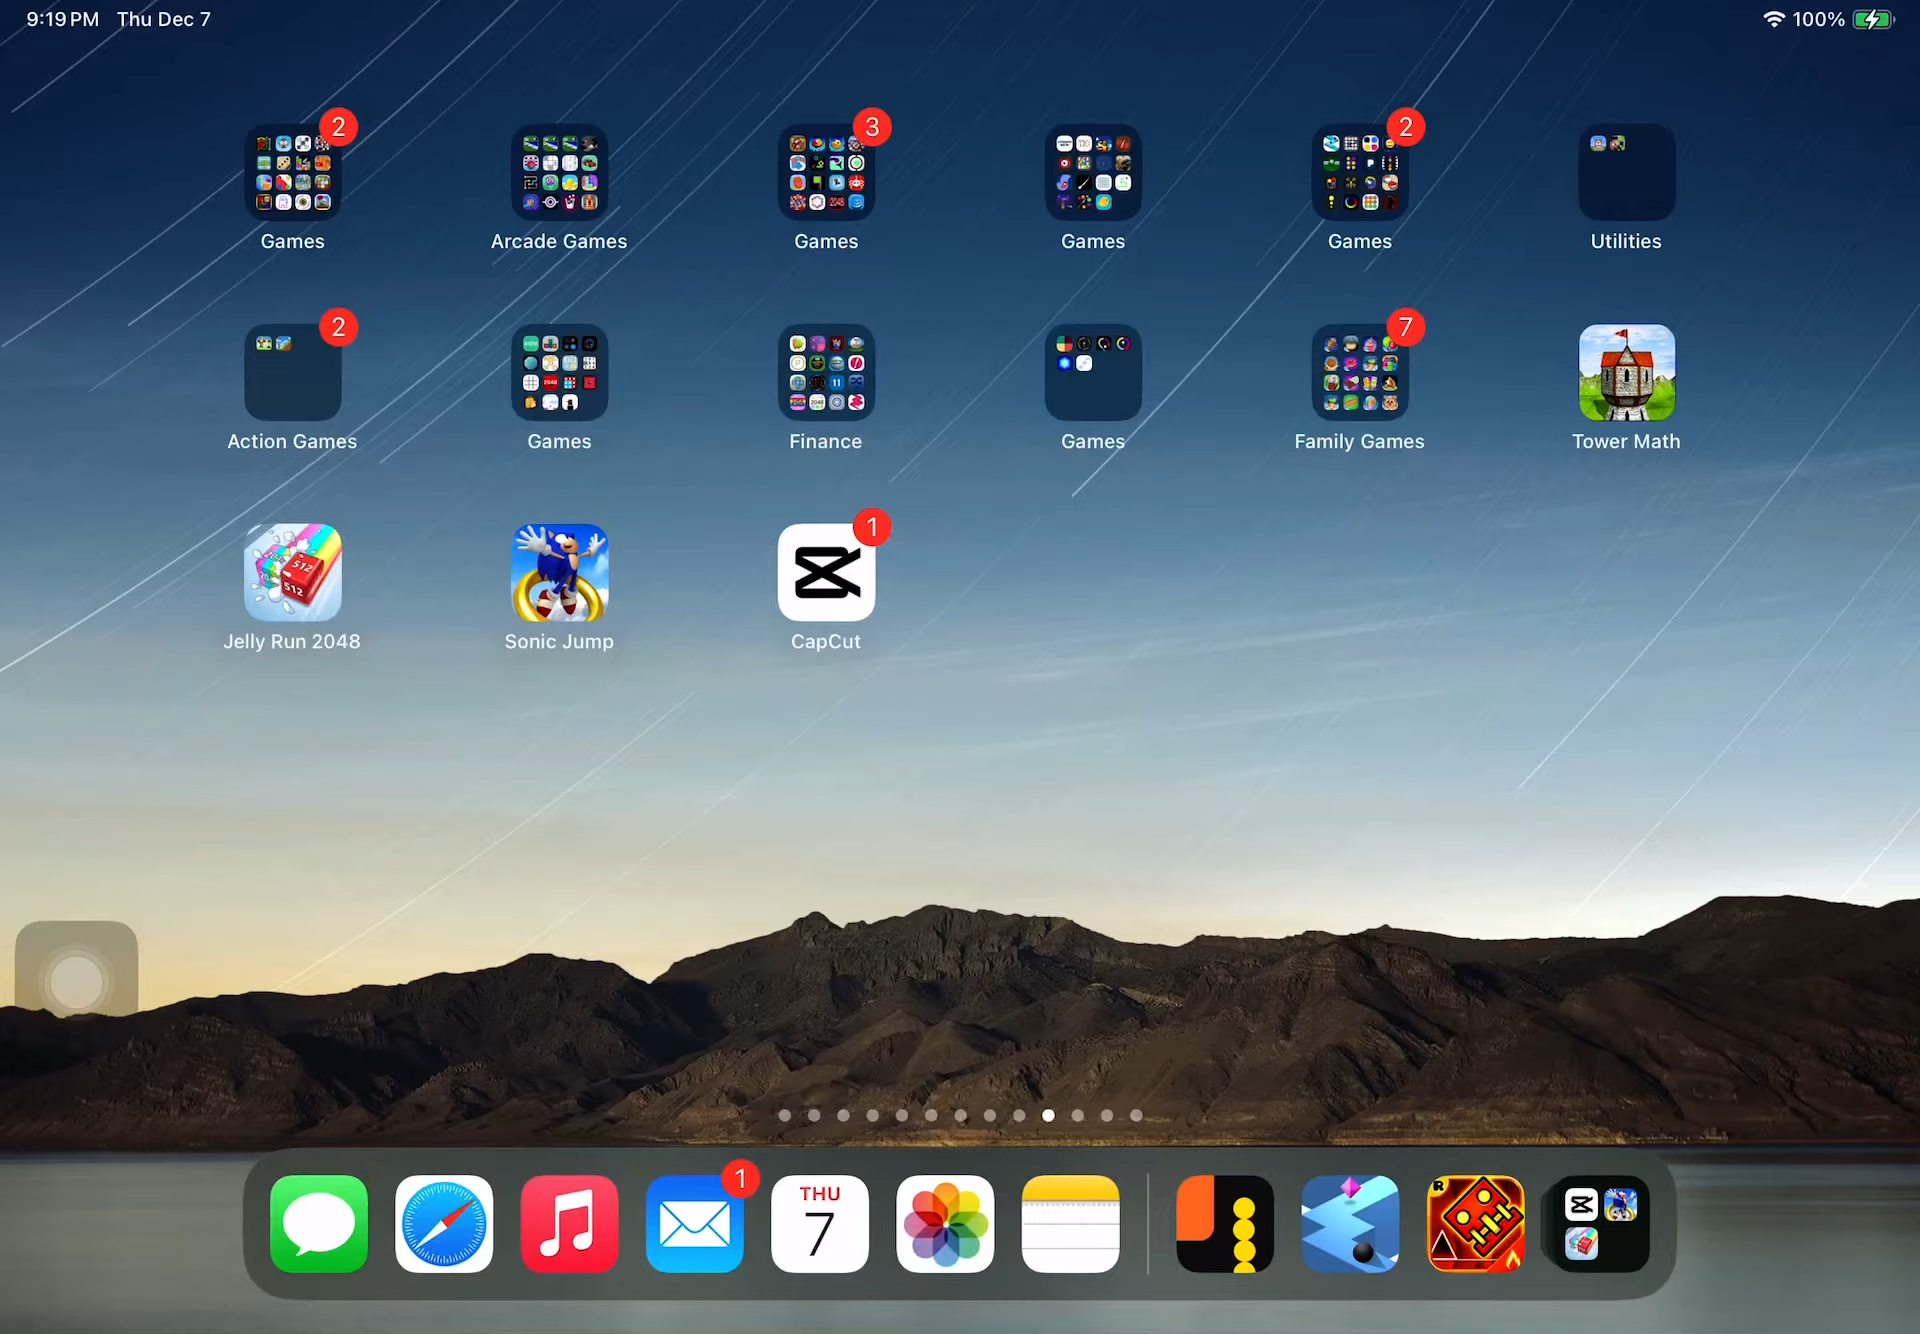 9:19 PM Thu Dec 7
100%
2
3
2
Games
Arcade Games
Games
Games
Games
Utilities
2
7
Action Games
Games
Finance
Games
Family Games
Tower Math
1
512
512
Jelly Run 2048
Sonic Jump
CapCut
1
THU
7